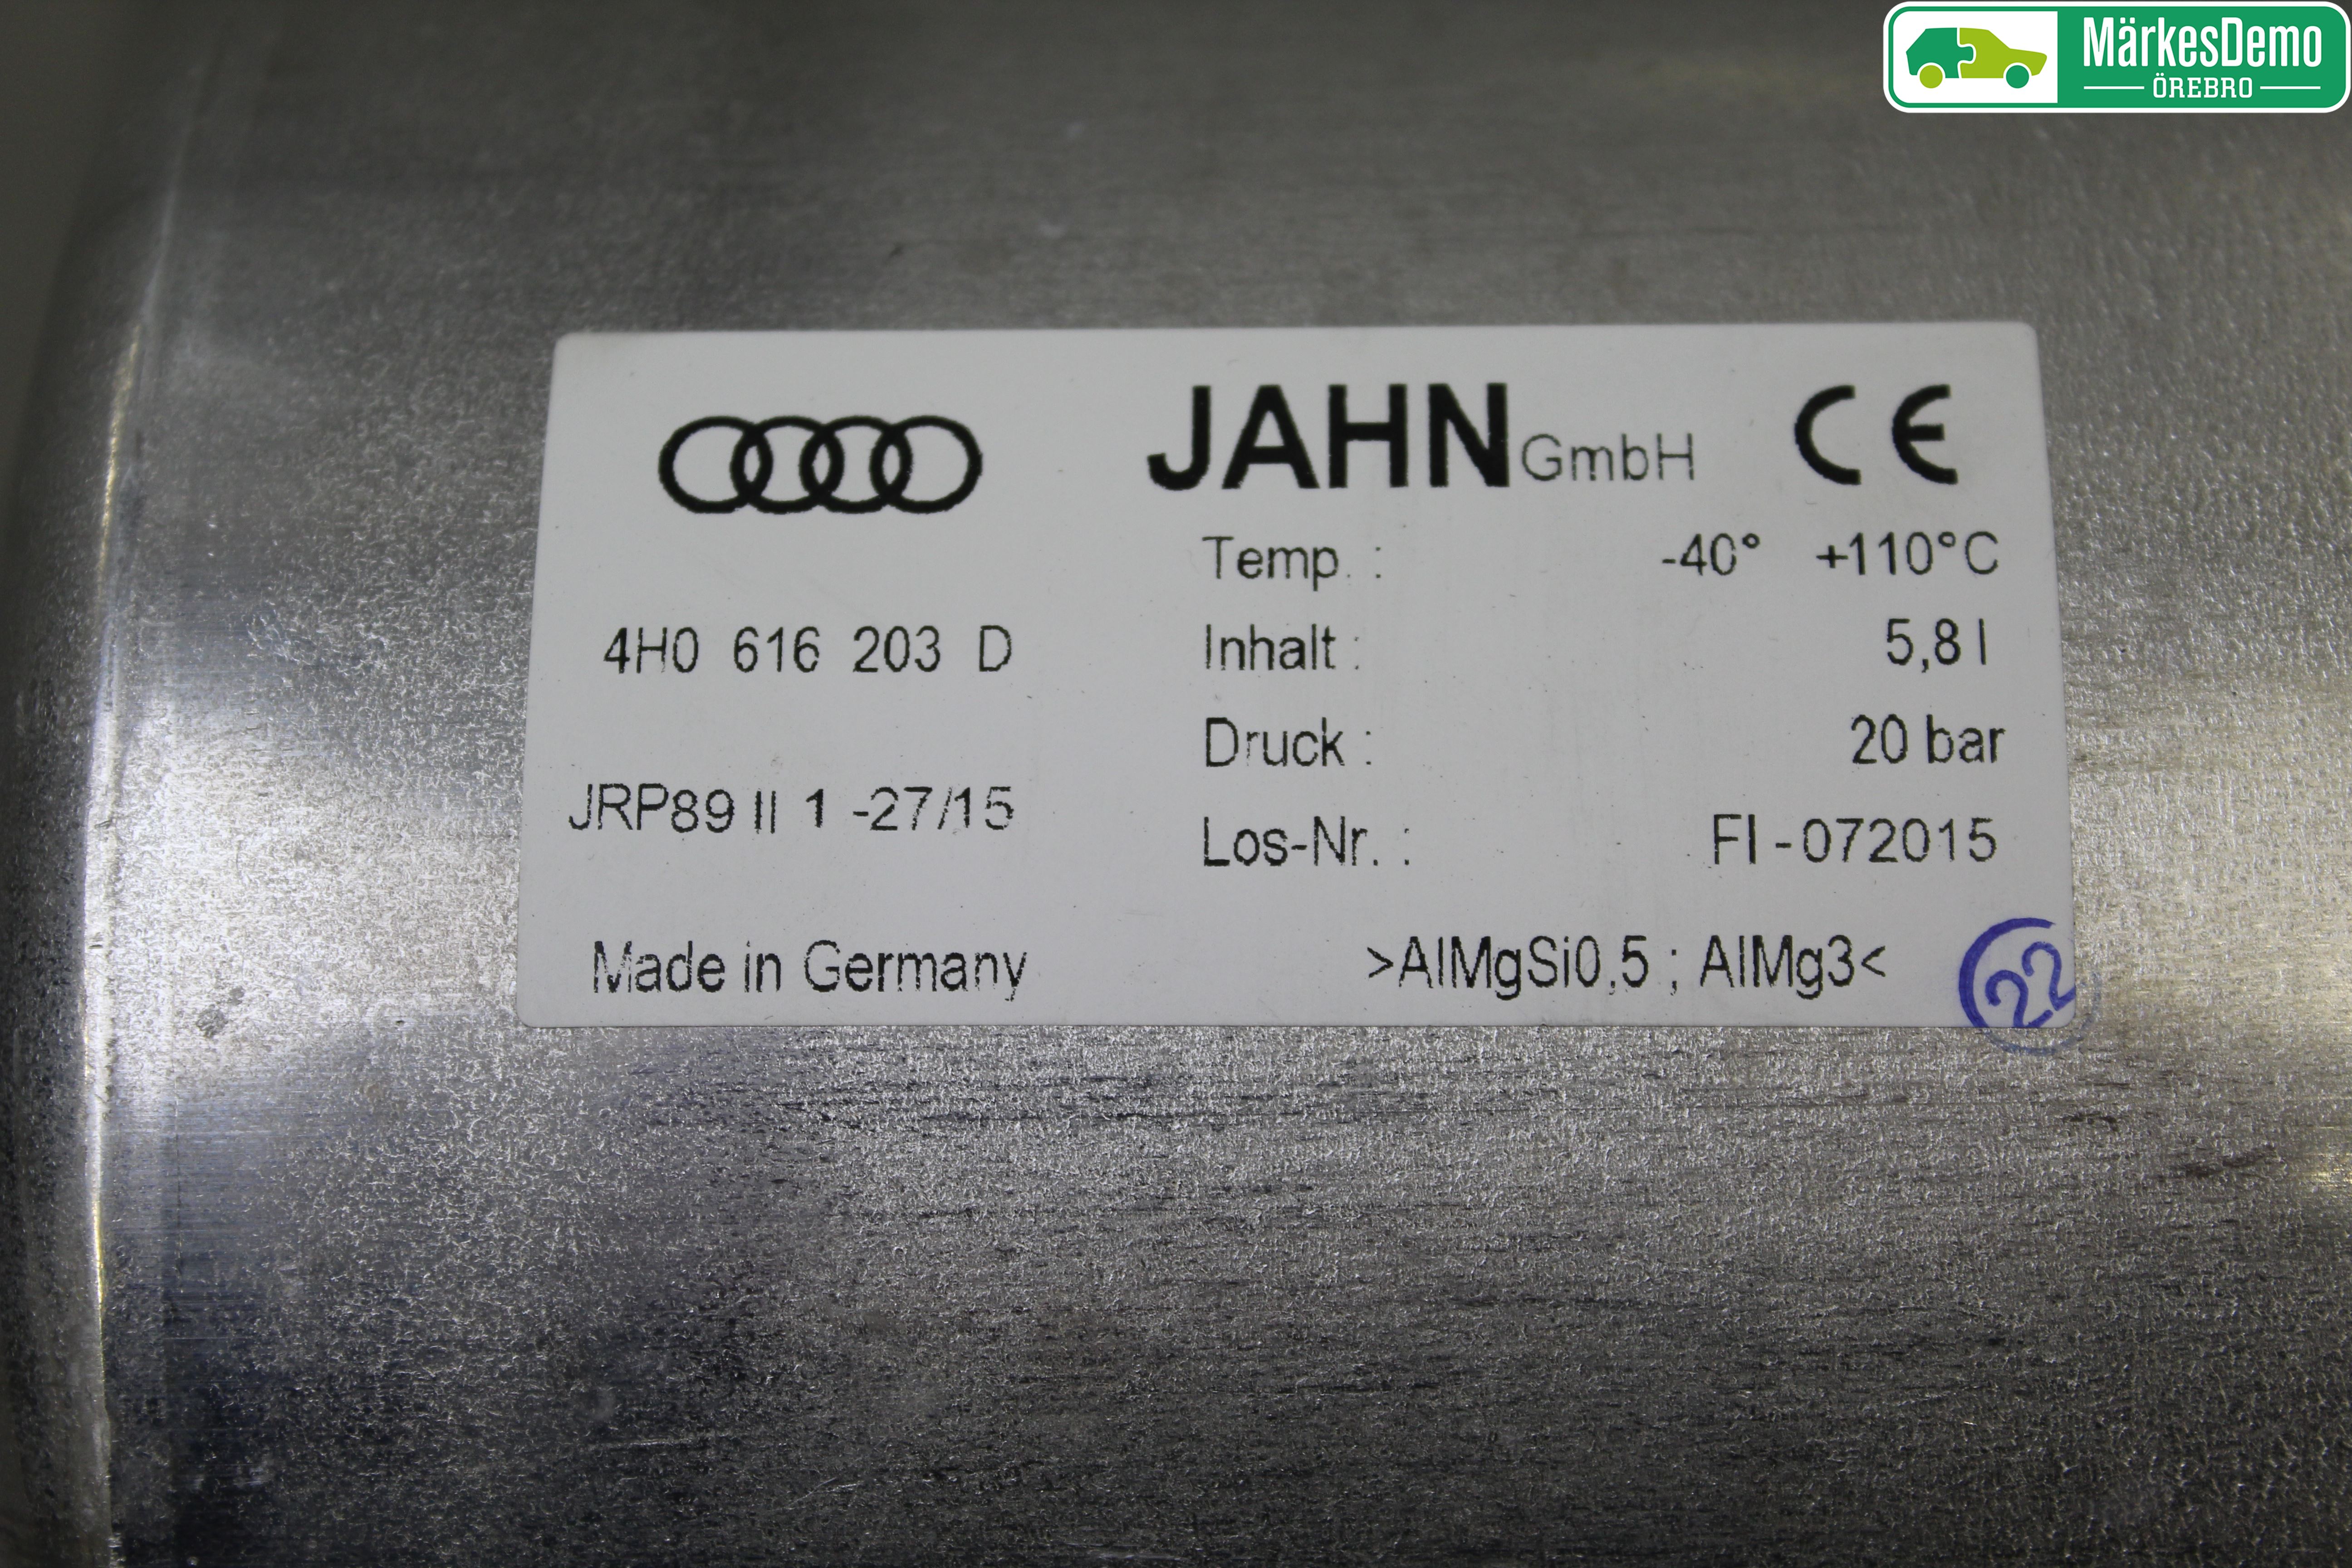 MärkesDemo
ÖREBRO
JAHN GmbH CE
Temp. : -40° +110°C
4H0 616 203 D
Inhalt : 5,8 l
Druck : 20 bar
JRP89 II 1 -27/15
Los-Nr. : FI - 072015
Made in Germany
>AlMgSi0,5 ; AlMg3<
22